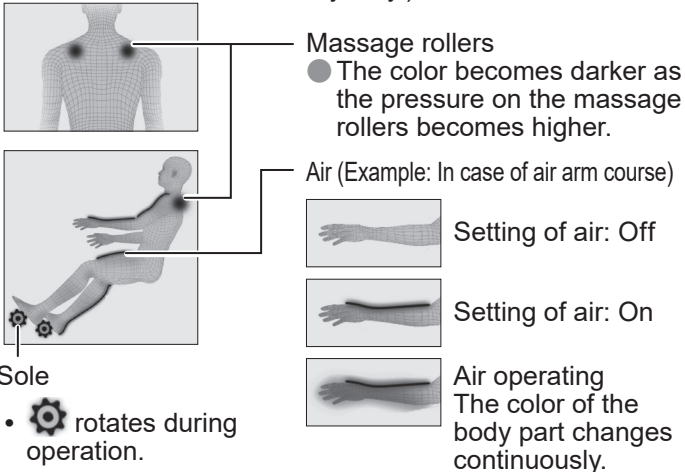 Massage rollers
The color becomes darker as
the pressure on the massage
rollers becomes higher.
Air (Example: In case of air arm course)
Setting of air: Off
Setting of air: On
Air operating
The color of the
body part changes
continuously.
Sole
• rotates during
operation.